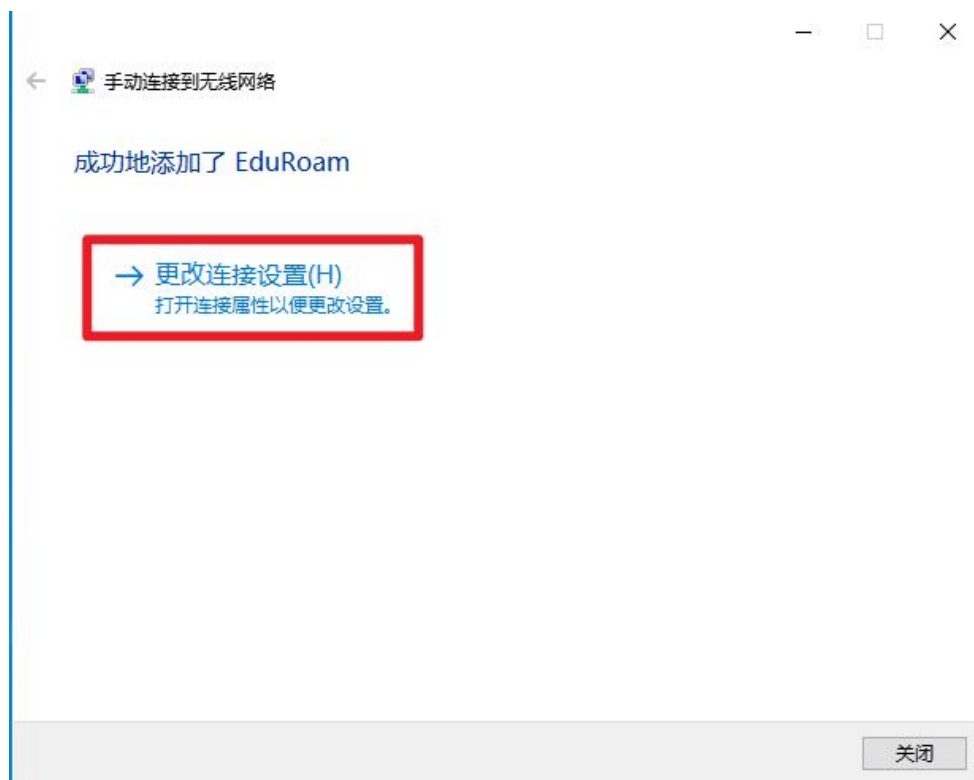 手动连接到无线网络
成功地添加了 EduRoam
更改连接设置(H)
打开连接属性以便更改设置。
关闭